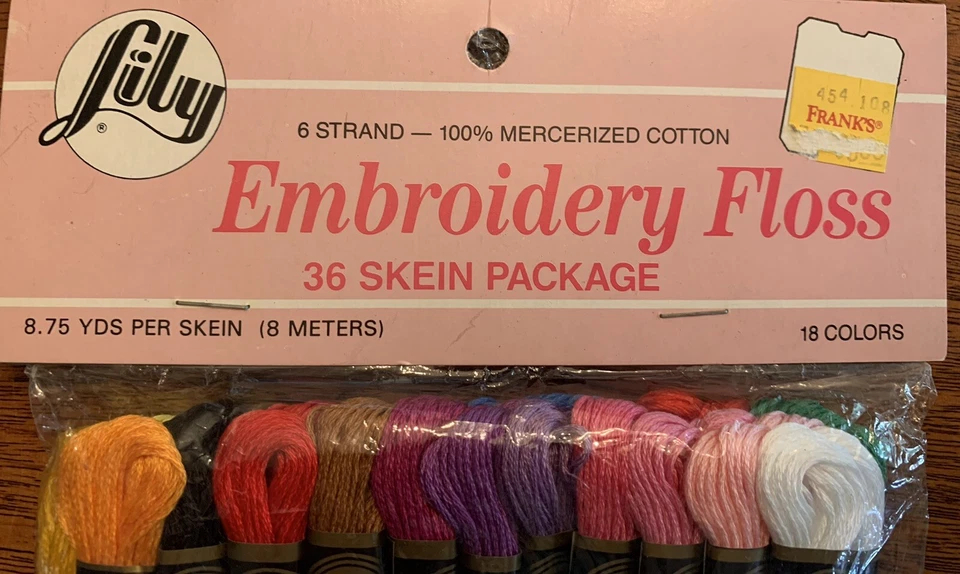 Lily
®
6 STRAND — 100% MERCERIZED COTTON
Embroidery Floss
36 SKEIN PACKAGE
8.75 YDS PER SKEIN (8 METERS)
18 COLORS
454 108
FRANK'S®